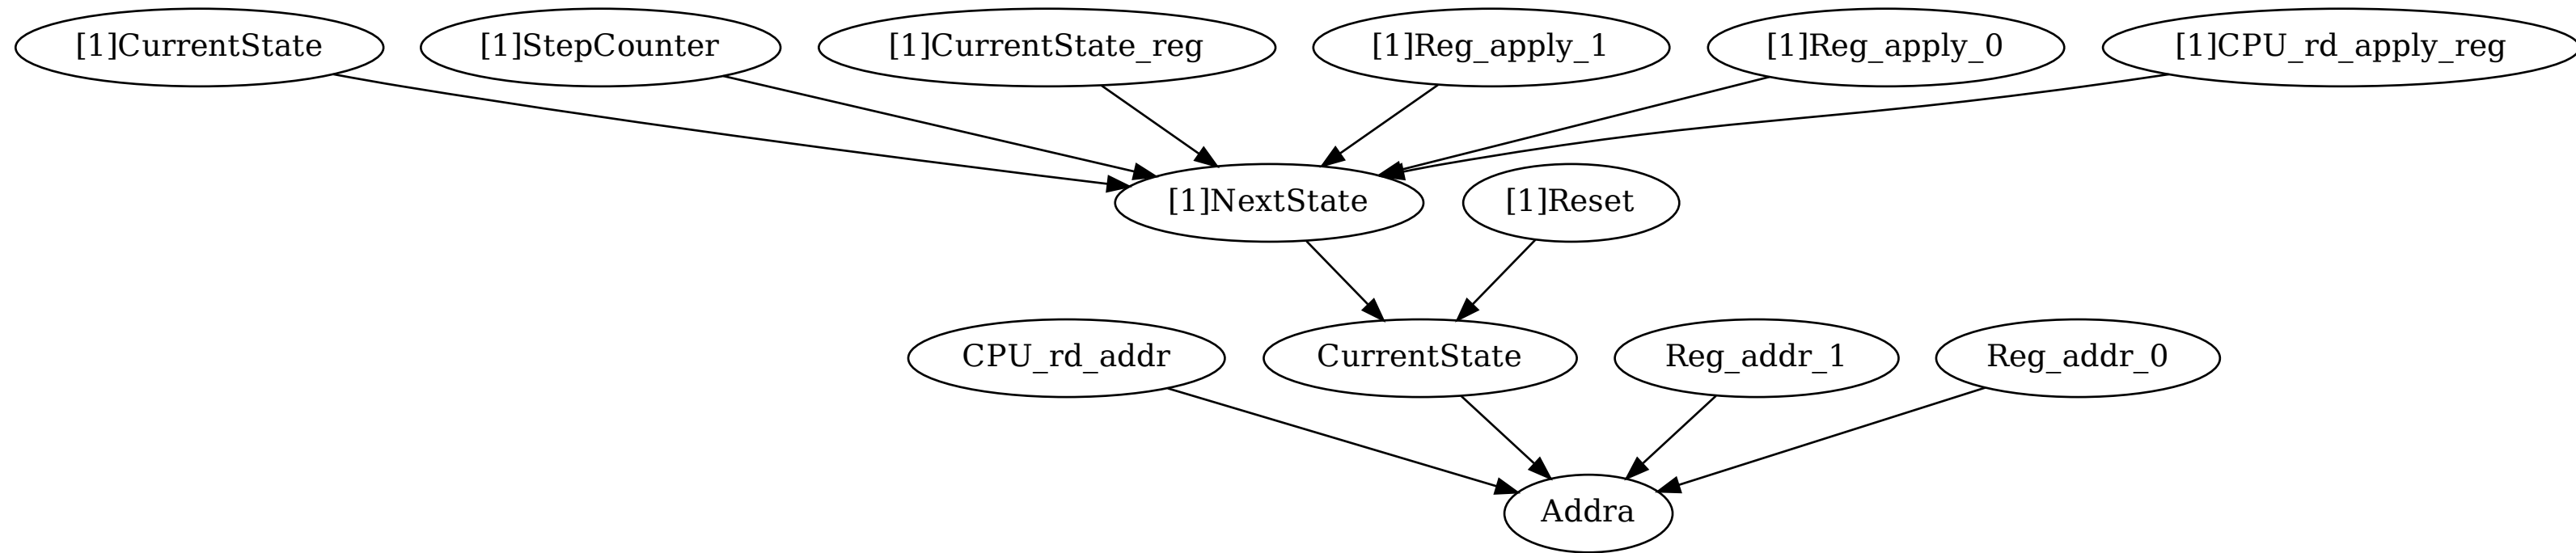 [1]CurrentState
[1]StepCounter
[1]CurrentState_reg
[1]Reg_apply_1
[1]Reg_apply_0
[1]CPU_rd_apply_reg
[1]NextState
[1]Reset
CPU_rd_addr
CurrentState
Reg_addr_1
Reg_addr_0
Addra